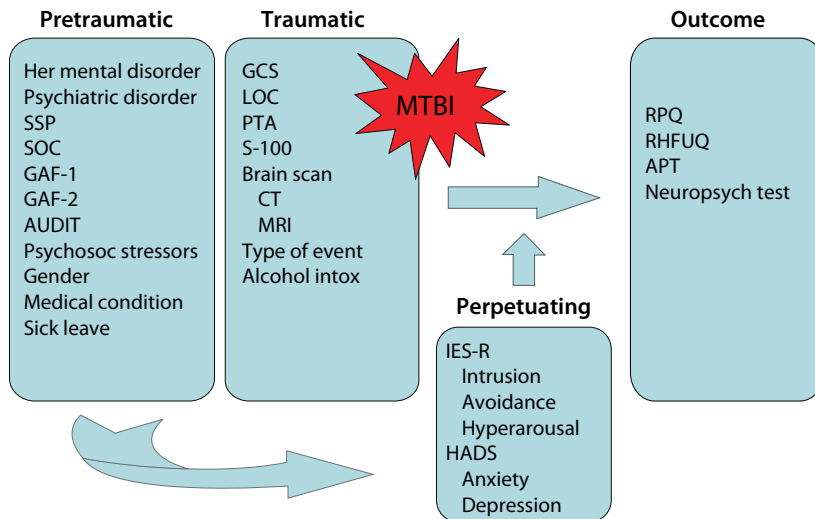 Pretraumatic
Her mental disorder
Psychiatric disorder
SSP
SOC
GAF-1
GAF-2
AUDIT
Psychosoc stressors
Gender
Medical condition
Sick leave
Traumatic
GCS
LOC
PTA
S-100
Brain scan
CT
MRI
Type of event
Alcohol intox
MTBI
Perpetuating
IES-R
Intrusion
Avoidance
Hyperarousal
HADS
Anxiety
Depression
Outcome
RPQ
RHFUQ
APT
Neuropsych test